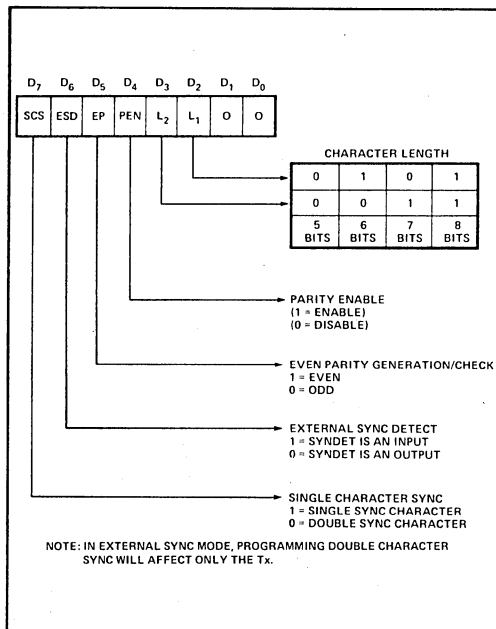 D7 D6 D5 D4 D3 D2 D1 D0
SCS ESD EP PEN L2 L1 0 0
CHARACTER LENGTH
0 1 0 1
0 0 1 1
5 BITS 6 BITS 7 BITS 8 BITS
PARITY ENABLE
(1 = ENABLE)
(0 = DISABLE)
EVEN PARITY GENERATION/CHECK
1 = EVEN
0 = ODD
EXTERNAL SYNC DETECT
1 = SYNDET IS AN INPUT
0 = SYNDET IS AN OUTPUT
SINGLE CHARACTER SYNC
1 = SINGLE SYNC CHARACTER
0 = DOUBLE SYNC CHARACTER
NOTE: IN EXTERNAL SYNC MODE, PROGRAMMING DOUBLE CHARACTER
SYNC WILL AFFECT ONLY THE Tx.